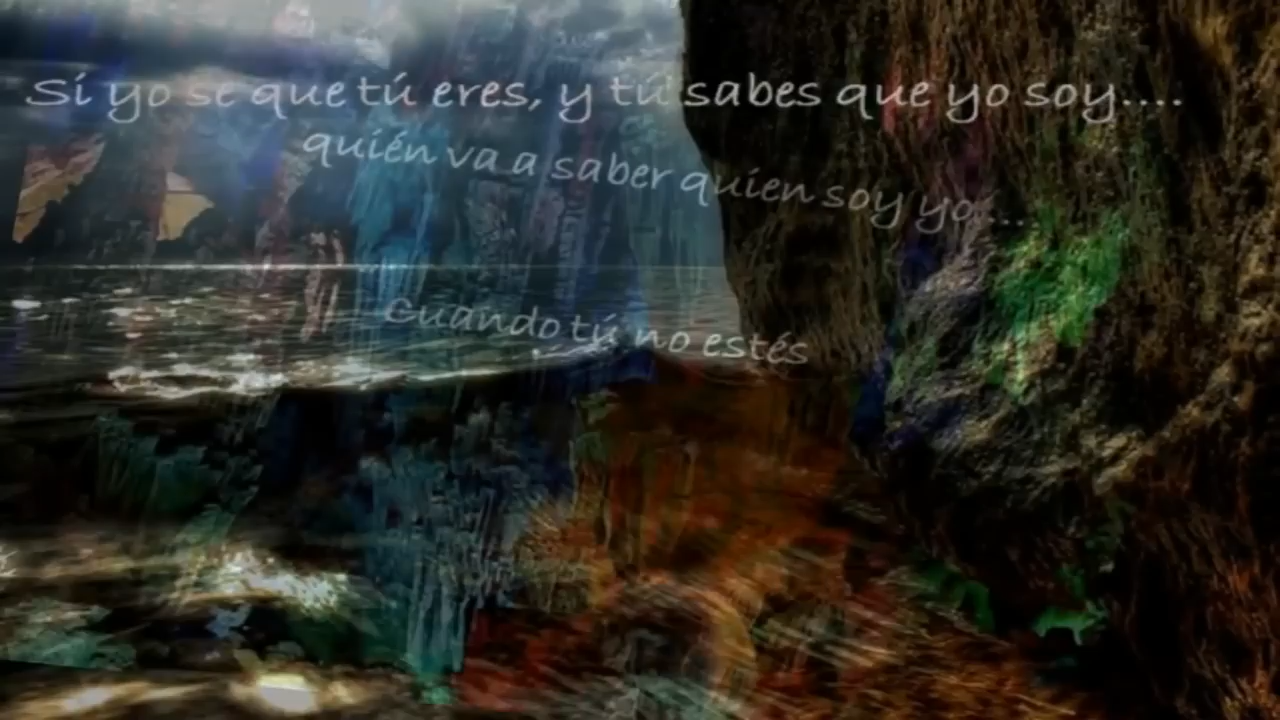 Sí yo se que tú eres, y tú sabes que yo soy....
quién va a saber quien soy yo....
Cuando tú no estés